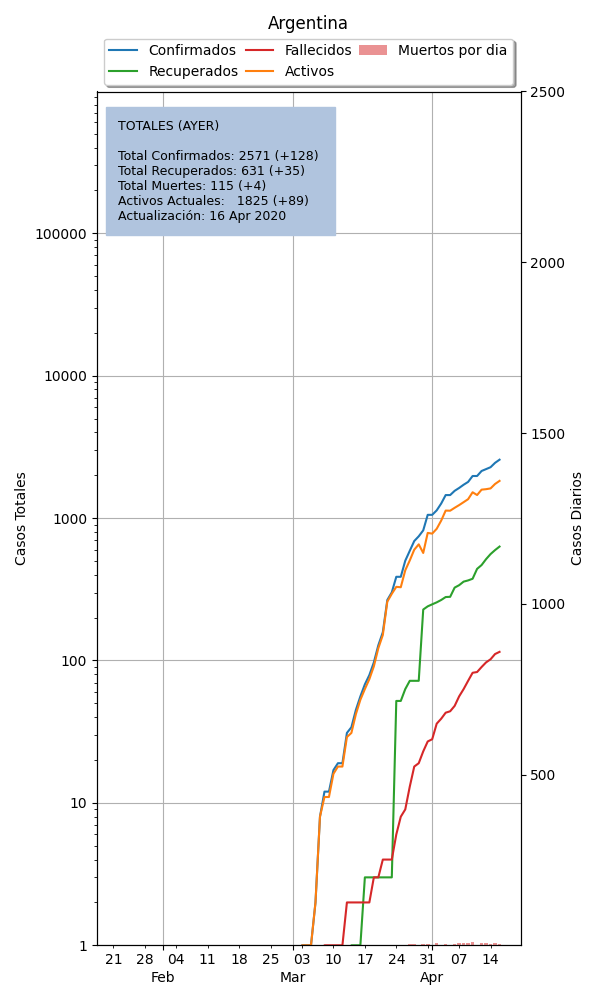 Argentina
Confirmados
Recuperados
Fallecidos
Activos
Muertos por dia
TOTALES (AYER)
Total Confirmados: 2571 (+128)
Total Recuperados: 631 (+35)
Total Muertes: 115 (+4)
Activos Actuales: 1825 (+89)
Actualización: 16 Apr 2020
Casos Totales
100000
10000
1000
100
10
1
2500
2000
1500
1000
500
Casos Diarios
21 28 04 11 18 25 03 10 17 24 31 07 14
Feb Mar Apr